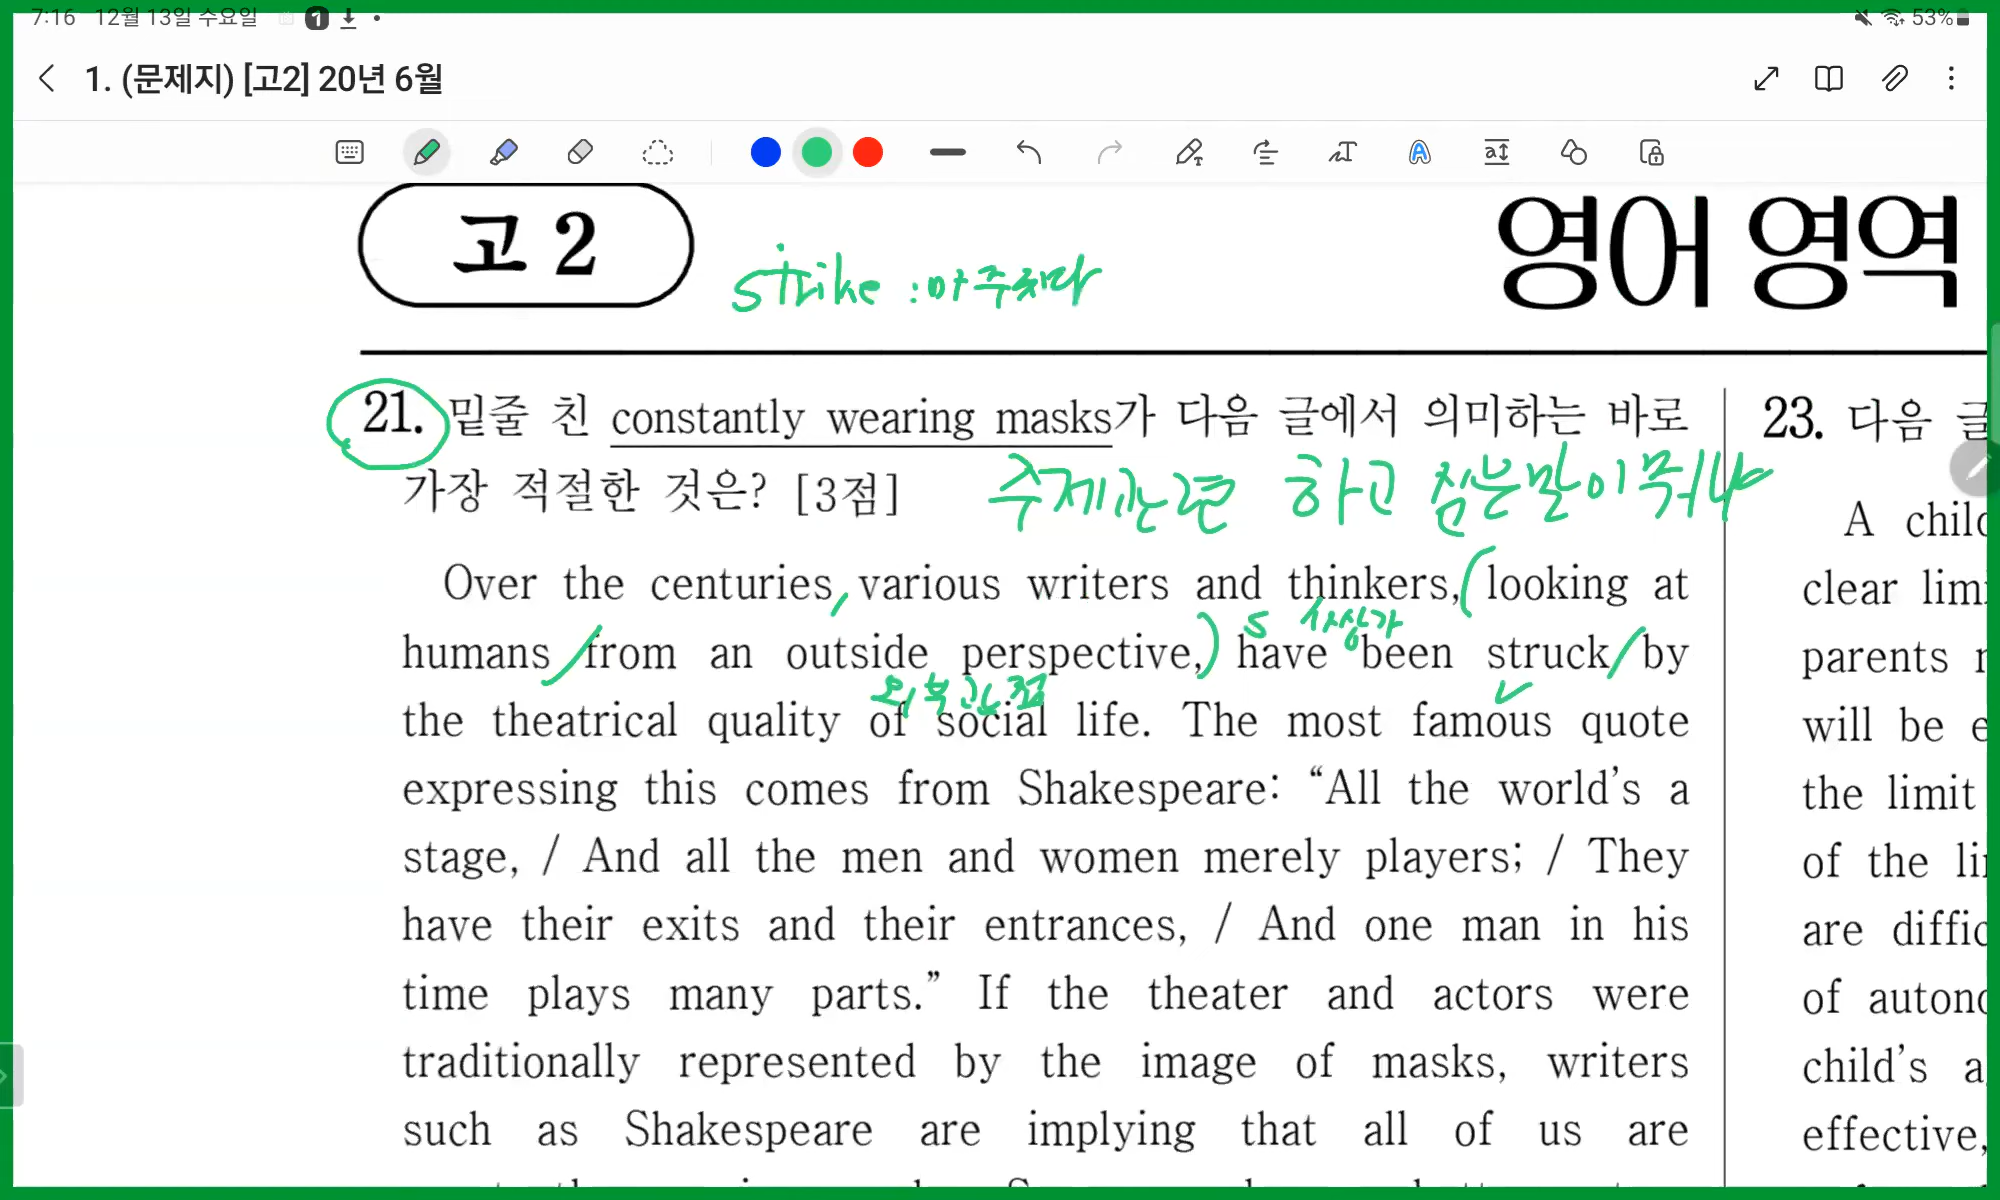 7:16 12월 13일 수요일
53%
1. (문제지) [고2] 20년 6월
고 2
strike : 마주치다
영어 영역
21. 밑줄 친 constantly wearing masks가 다음 글에서 의미하는 바로
가장 적절한 것은? [3점]
주제관련 하고 싶은말이 뭐냐
Over the centuries, various writers and thinkers, (looking at
S 사상가
humans / from an outside perspective,) have been struck / by
외부관점
the theatrical quality of social life. The most famous quote
expressing this comes from Shakespeare: “All the world’s a
stage, / And all the men and women merely players; / They
have their exits and their entrances, / And one man in his
time plays many parts.” If the theater and actors were
traditionally represented by the image of masks, writers
such as Shakespeare are implying that all of us are
23. 다음 글
A child
clear limi
parents
will be e
the limit
of the li
are diffic
of autono
child’s a
effective,